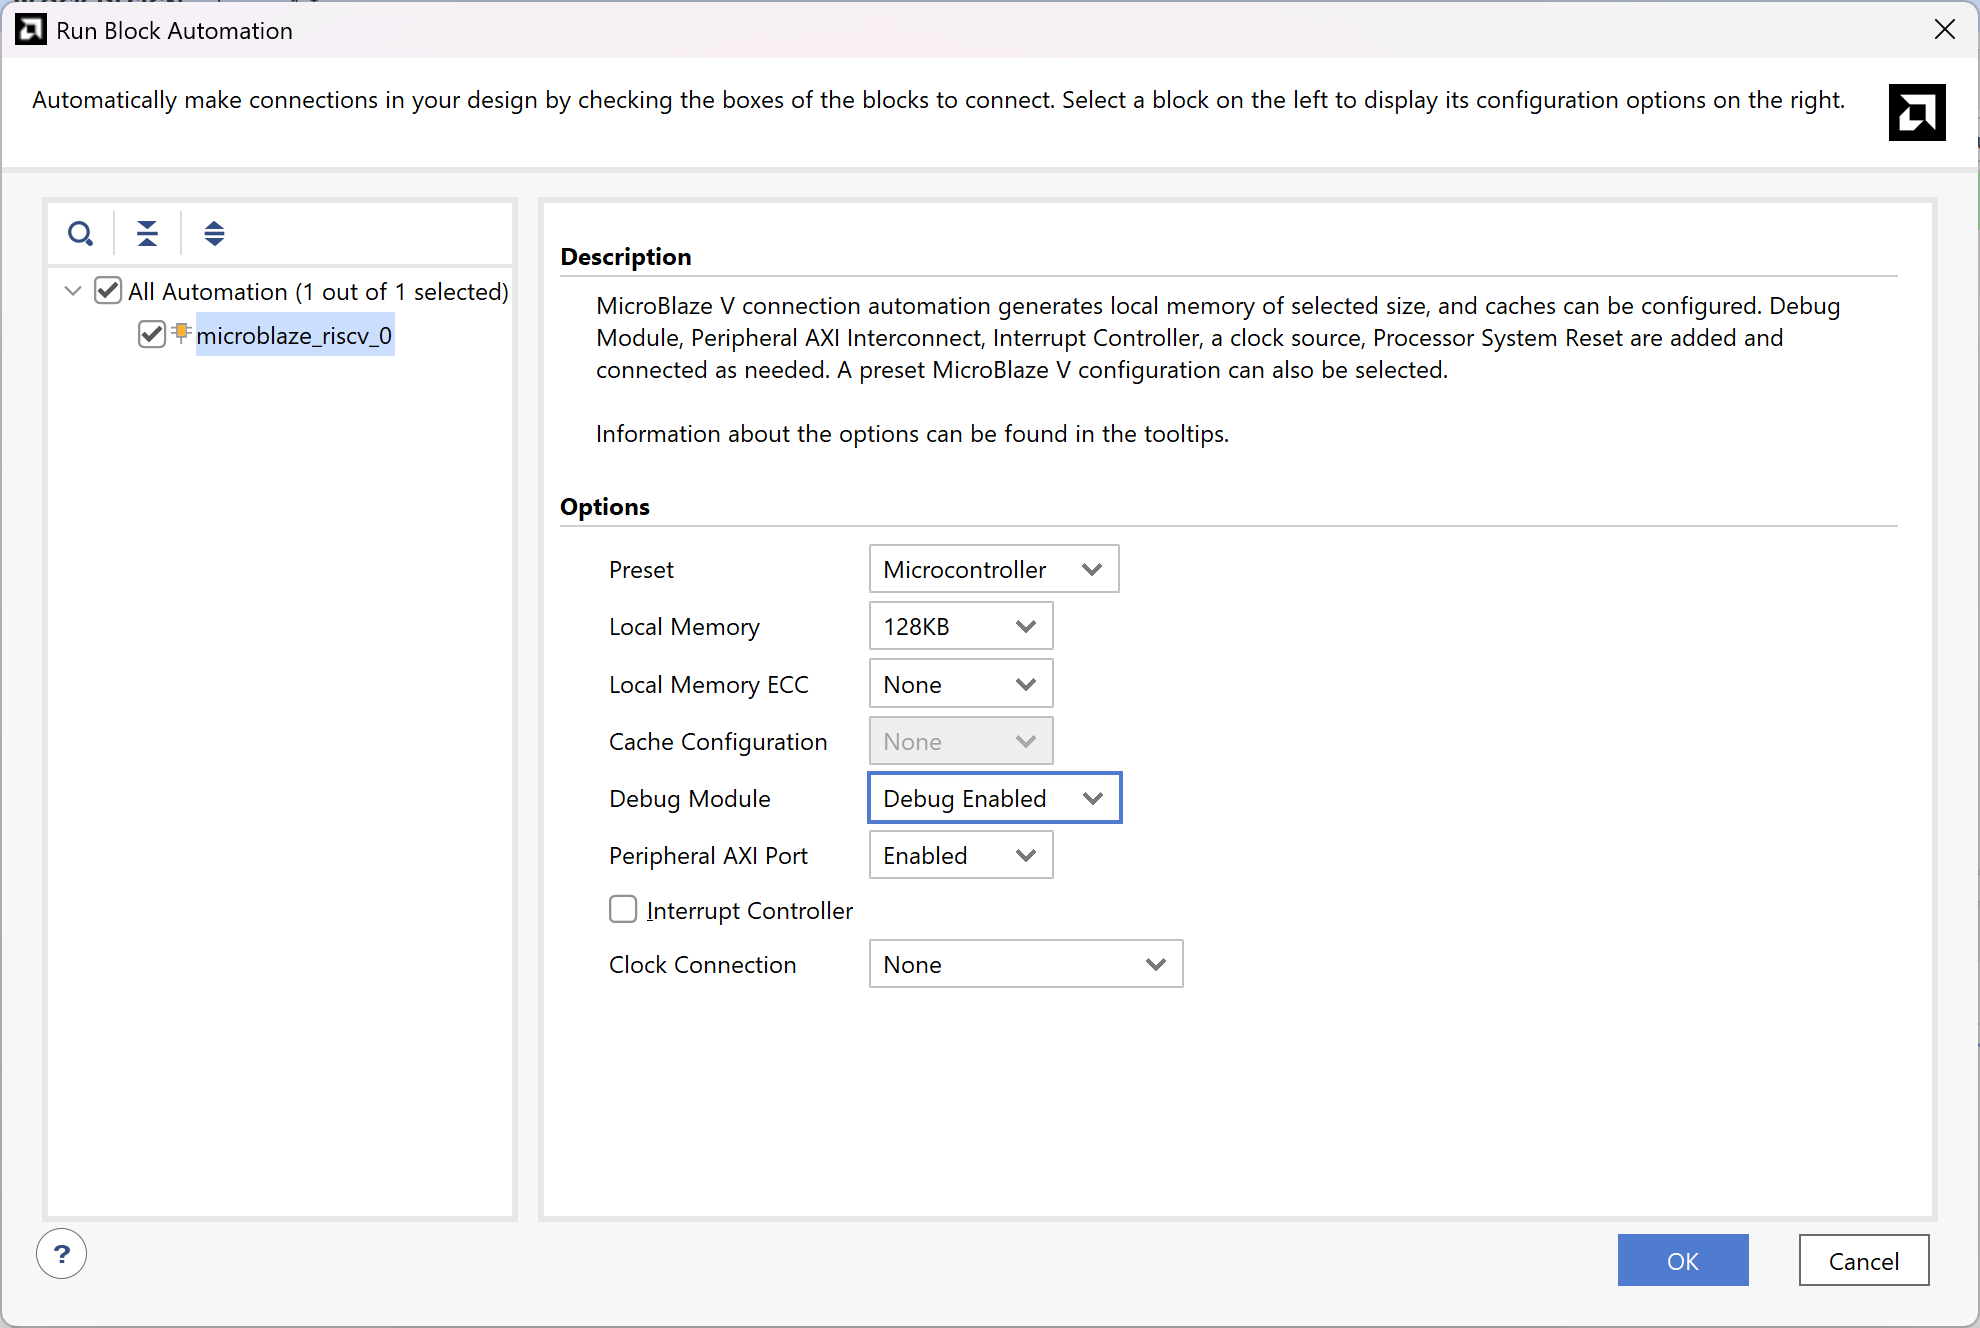 Run Block Automation
Automatically make connections in your design by checking the boxes of the blocks to connect. Select a block on the left to display its configuration options on the right.
All Automation (1 out of 1 selected)
microblaze_riscv_0
Description
MicroBlaze V connection automation generates local memory of selected size, and caches can be configured. Debug
Module, Peripheral AXI Interconnect, Interrupt Controller, a clock source, Processor System Reset are added and
connected as needed. A preset MicroBlaze V configuration can also be selected.
Information about the options can be found in the tooltips.
Options
Preset Microcontroller
Local Memory 128KB
Local Memory ECC None
Cache Configuration None
Debug Module Debug Enabled
Peripheral AXI Port Enabled
Interrupt Controller
Clock Connection None
?
OK Cancel